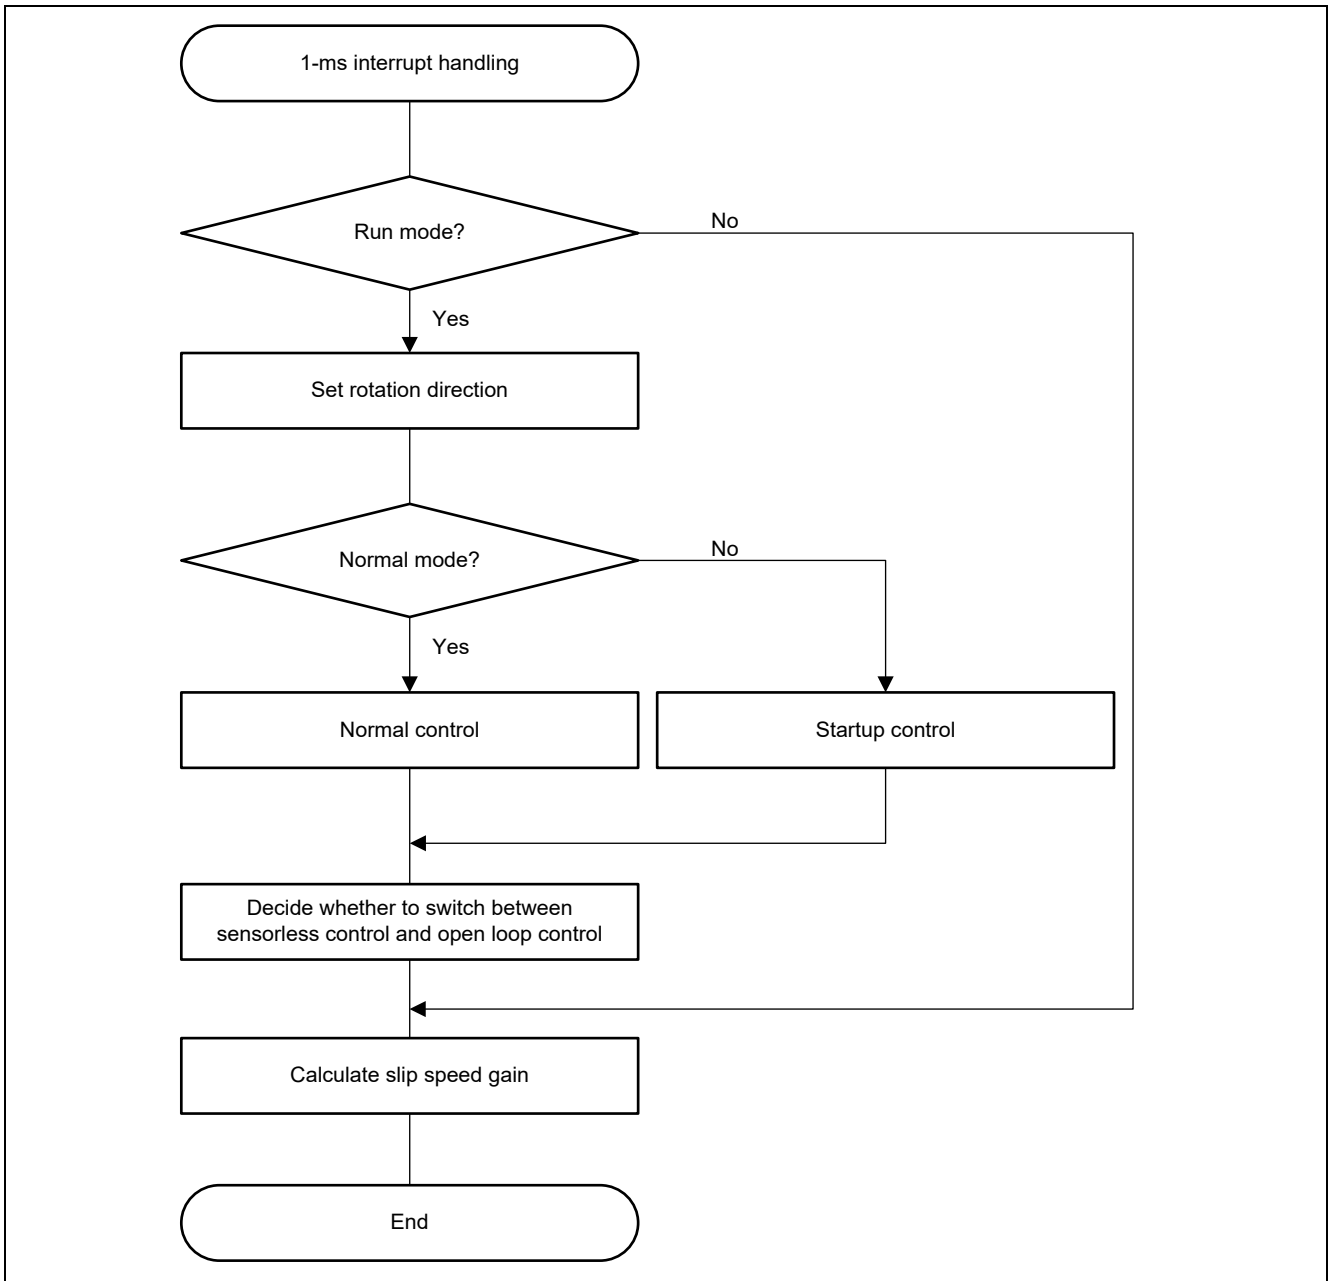 1-ms interrupt handling
Run mode?
No
Yes
Set rotation direction
Normal mode?
No
Yes
Normal control
Startup control
Decide whether to switch between
sensorless control and open loop control
Calculate slip speed gain
End